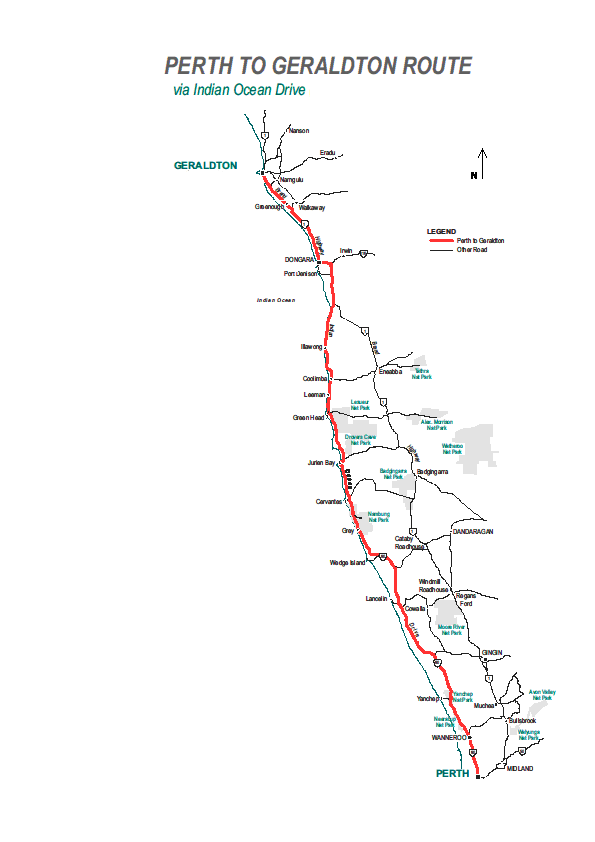 PERTH TO GERALDTON ROUTE
via Indian Ocean Drive
Nanson
Eradu
GERALDTON
Narngulu
N
Greenough
Walkaway
LEGEND
Perth to Geraldton
Other Road
Highway
Irwin
DONGARA
Port Denison
Indian Ocean
Indian
Illawong
Eneabba
Tathra
Nat Park
Coolimba
Leeman
Lesueur
Nat Park
Green Head
Alex. Morrison
Nat Park
Drovers Cave
Nat Park
Watheroo
Nat Park
Highway
Jurien Bay
Badgingarra
Nat Park
Badgingarra
Ocean
Cervantes
Nambung
Nat Park
Grey
DANDARAGAN
Cataby
Roadhouse
Wedge Island
Windmill
Roadhouse
Regans
Ford
Lancelin
Cowalla
Drive
Moore River
Nat Park
GINGIN
Yanchep
Yanchep
Nat Park
Avon Valley
Nat Park
Muchea
Neerabup
Nat Park
Bullsbrook
WANNEROO
Walyunga
Nat Park
PERTH
MIDLAND